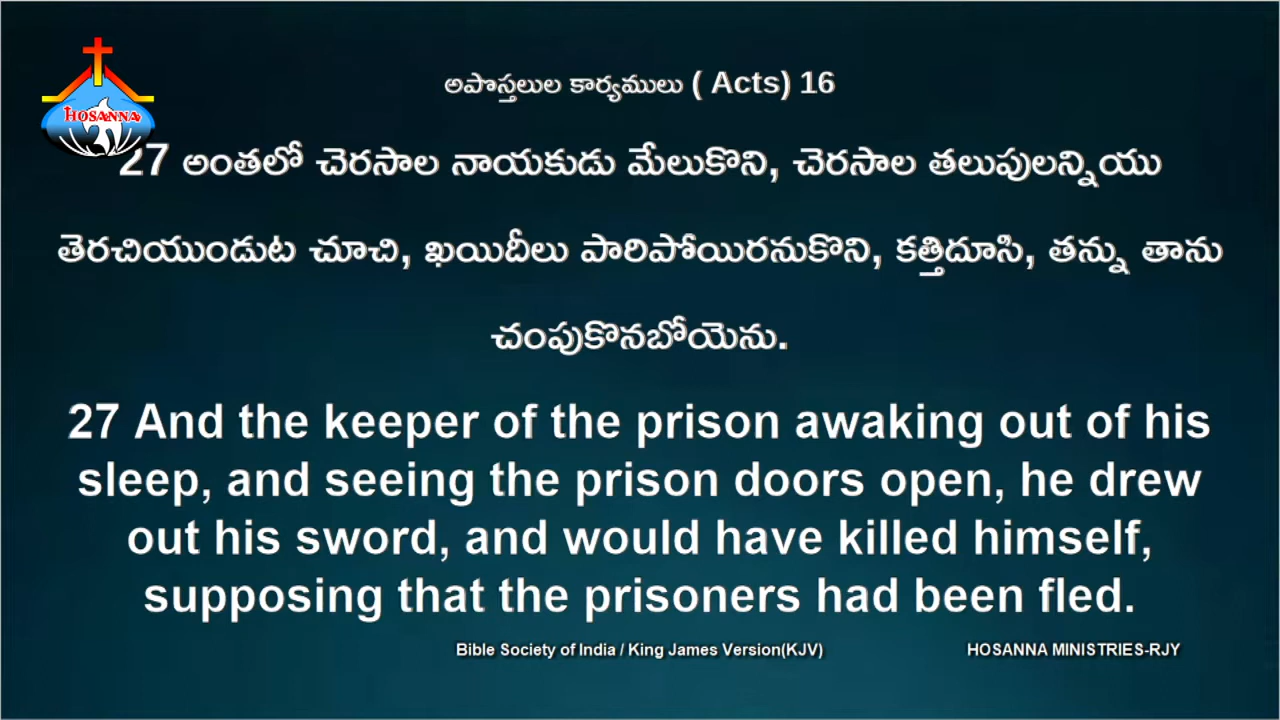 HOSANNA
అపొస్తలుల కార్యములు ( Acts) 16
27 అంతలో చెరసాల నాయకుడు మేలుకొని, చెరసాల తలుపులన్నియు
తెరచియుండుట చూచి, ఖయిదీలు పారిపోయిరనుకొని, కత్తిదూసి, తన్ను తాను
చంపుకొనబోయెను.
27 And the keeper of the prison awaking out of his
sleep, and seeing the prison doors open, he drew
out his sword, and would have killed himself,
supposing that the prisoners had been fled.
Bible Society of India / King James Version(KJV) HOSANNA MINISTRIES-RJY